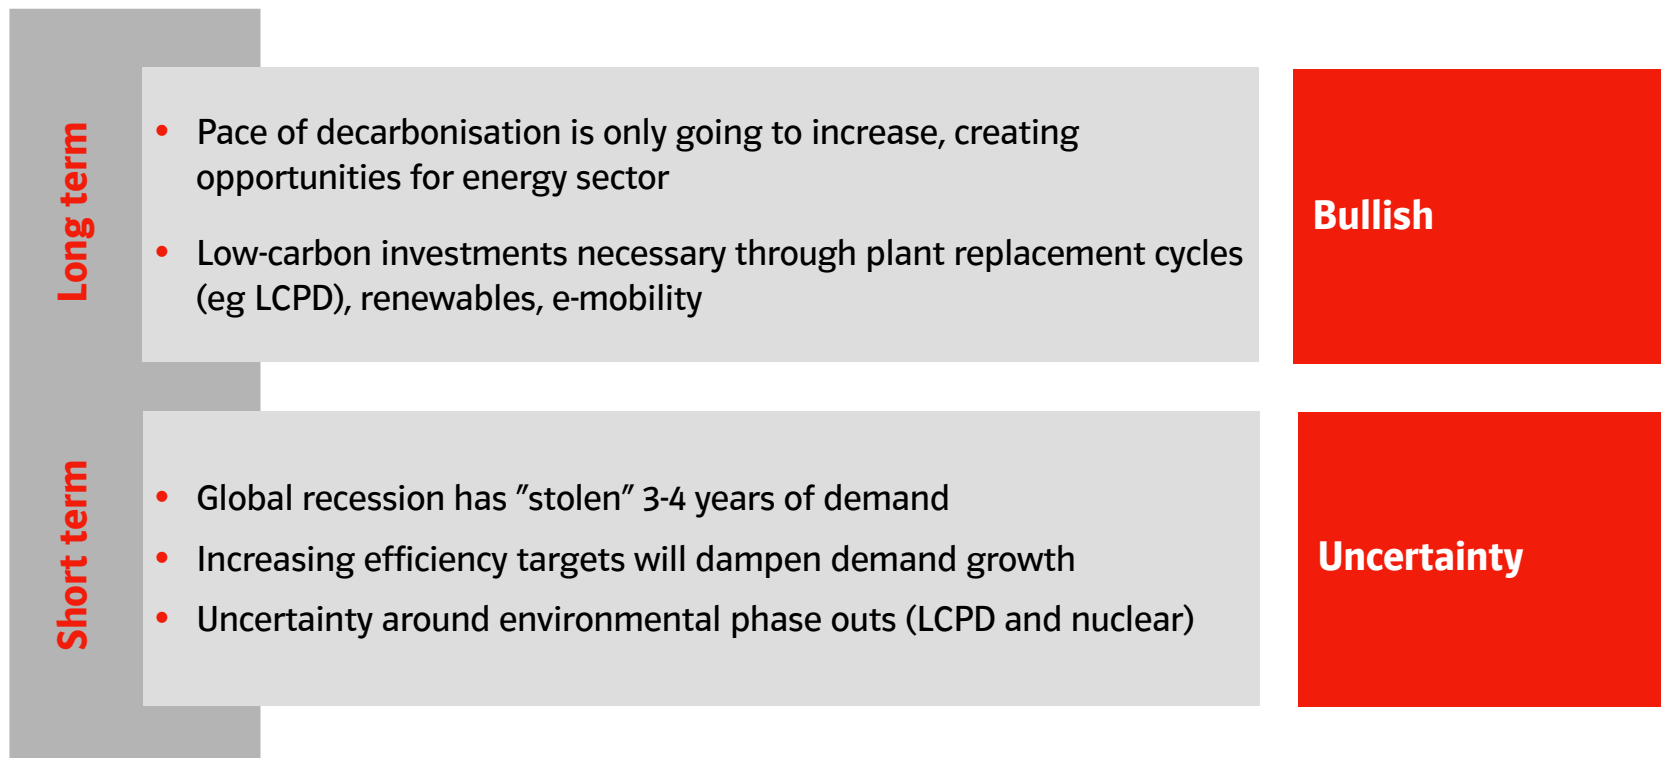 Long term
• Pace of decarbonisation is only going to increase, creating
opportunities for energy sector
• Low-carbon investments necessary through plant replacement cycles
(eg LCPD), renewables, e-mobility
Bullish
Short term
• Global recession has "stolen" 3-4 years of demand
• Increasing efficiency targets will dampen demand growth
• Uncertainty around environmental phase outs (LCPD and nuclear)
Uncertainty